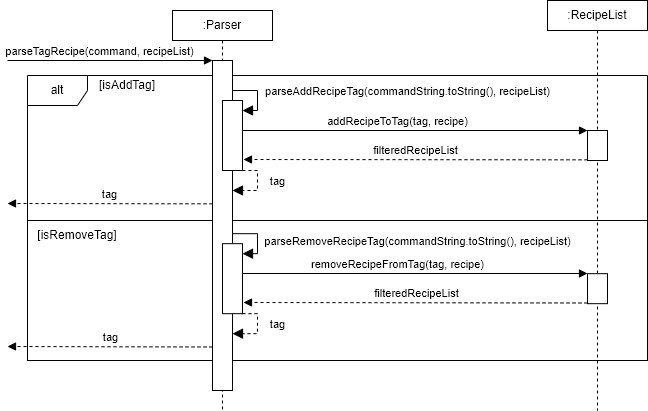 :Parser
:RecipeList
parseTagRecipe(command, recipeList)
alt
[isAddTag]
parseAddRecipeTag(commandString.toString(), recipeList)
addRecipeToTag(tag, recipe)
filteredRecipeList
tag
tag
[isRemoveTag]
parseRemoveRecipeTag(commandString.toString(), recipeList)
removeRecipeFromTag(tag, recipe)
filteredRecipeList
tag
tag